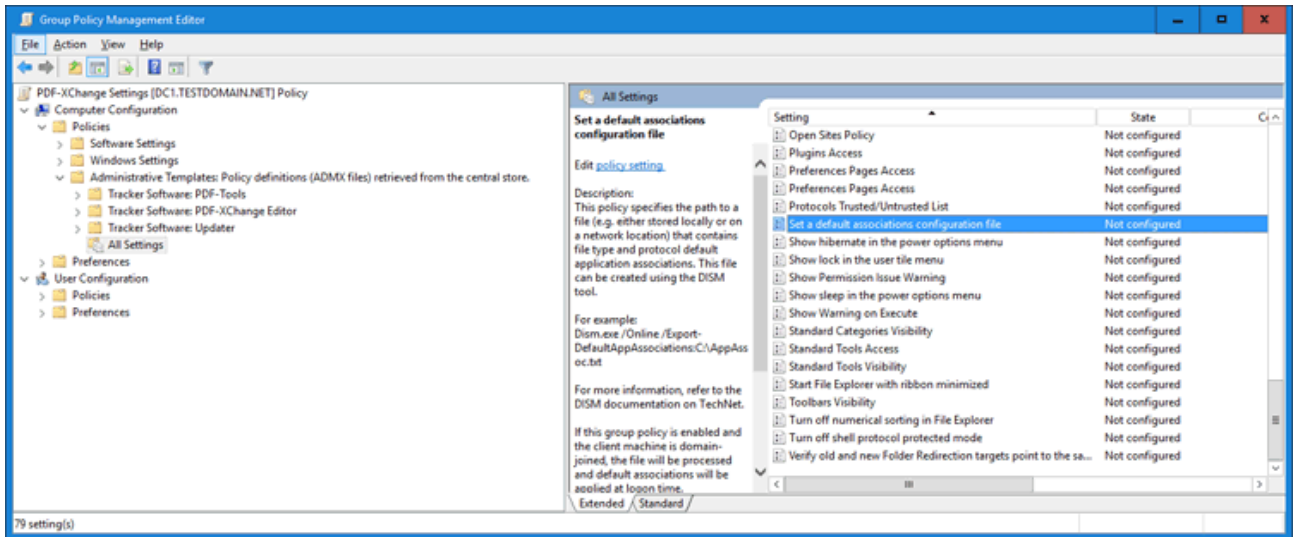 Group Policy Management Editor
File Action View Help
PDF-XChange Settings [DC1.TESTDOMAIN.NET] Policy
Computer Configuration
Policies
Software Settings
Windows Settings
Administrative Templates: Policy definitions (ADMX files) retrieved from the central store.
Tracker Software: PDF-Tools
Tracker Software: PDF-XChange Editor
Tracker Software: Updater
All Settings
Preferences
User Configuration
Policies
Preferences
All Settings
Set a default associations
configuration file
Edit policy setting
Description:
This policy specifies the path to a
file (e.g. either stored locally or on
a network location) that contains
file type and protocol default
application associations. This file
can be created using the DISM
tool.
For example:
Dism.exe /Online /Export-
DefaultAppAssociations:C:\AppAss
oc.txt
For more information, refer to the
DISM documentation on TechNet.
If this group policy is enabled and
the client machine is domain-
joined, the file will be processed
and default associations will be
applied at logon time.
Setting State
Open Sites Policy Not configured
Plugins Access Not configured
Preferences Pages Access Not configured
Preferences Pages Access Not configured
Protocols Trusted/Untrusted List Not configured
Set a default associations configuration file Not configured
Show hibernate in the power options menu Not configured
Show lock in the user tile menu Not configured
Show Permission Issue Warning Not configured
Show sleep in the power options menu Not configured
Show Warning on Execute Not configured
Standard Categories Visibility Not configured
Standard Tools Access Not configured
Standard Tools Visibility Not configured
Start File Explorer with ribbon minimized Not configured
Toolbars Visibility Not configured
Turn off numerical sorting in File Explorer Not configured
Turn off shell protocol protected mode Not configured
Verify old and new Folder Redirection targets point to the sa... Not configured
Extended Standard
79 setting(s)